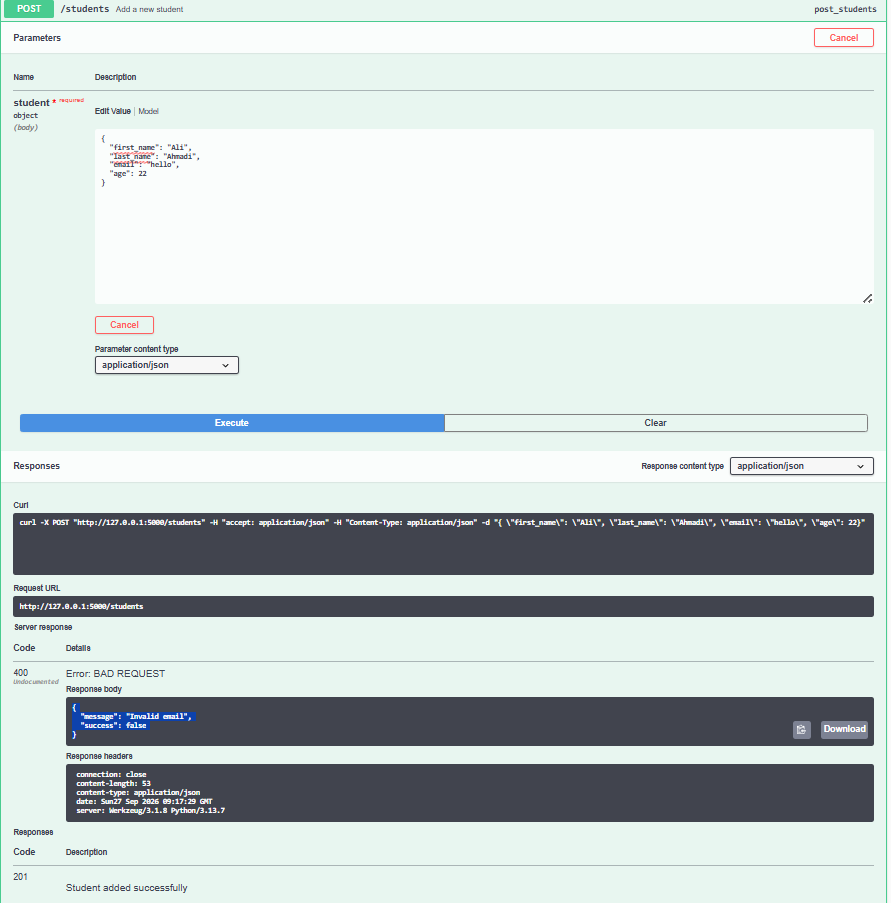 POST /students Add a new student post_students
Parameters Cancel
Name Description
student * required
object
(body)
Edit Value | Model
{
"first_name": "Ali",
"last_name": "Ahmadi",
"email": "hello",
"age": 22
}
Cancel
Parameter content type
application/json
Execute Clear
Responses Response content type application/json
Curl
curl -X POST "http://127.0.0.1:5000/students" -H "accept: application/json" -H "Content-Type: application/json" -d "{ \"first_name\": \"Ali\", \"last_name\": \"Ahmadi\", \"email\": \"hello\", \"age\": 22}"
Request URL
http://127.0.0.1:5000/students
Server response
Code Details
400 Error: BAD REQUEST
Undocumented
Response body
{
"message": "Invalid email",
"success": false
}
Download
Response headers
connection: close
content-length: 53
content-type: application/json
date: Sun27 Sep 2026 09:17:29 GMT
server: Werkzeug/3.1.8 Python/3.13.7
Responses
Code Description
201
Student added successfully